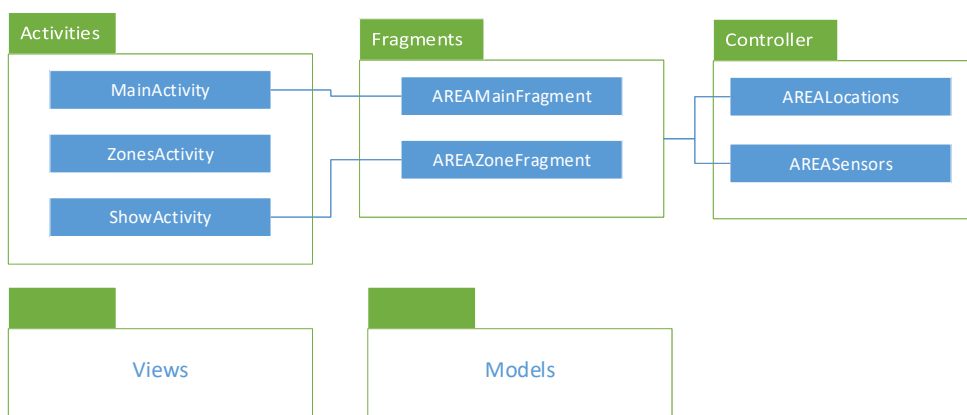 Activities
MainActivity
ZonesActivity
ShowActivity
Fragments
AREAMainFragment
AREAZoneFragment
Controller
AREALocations
AREASensors
Views
Models